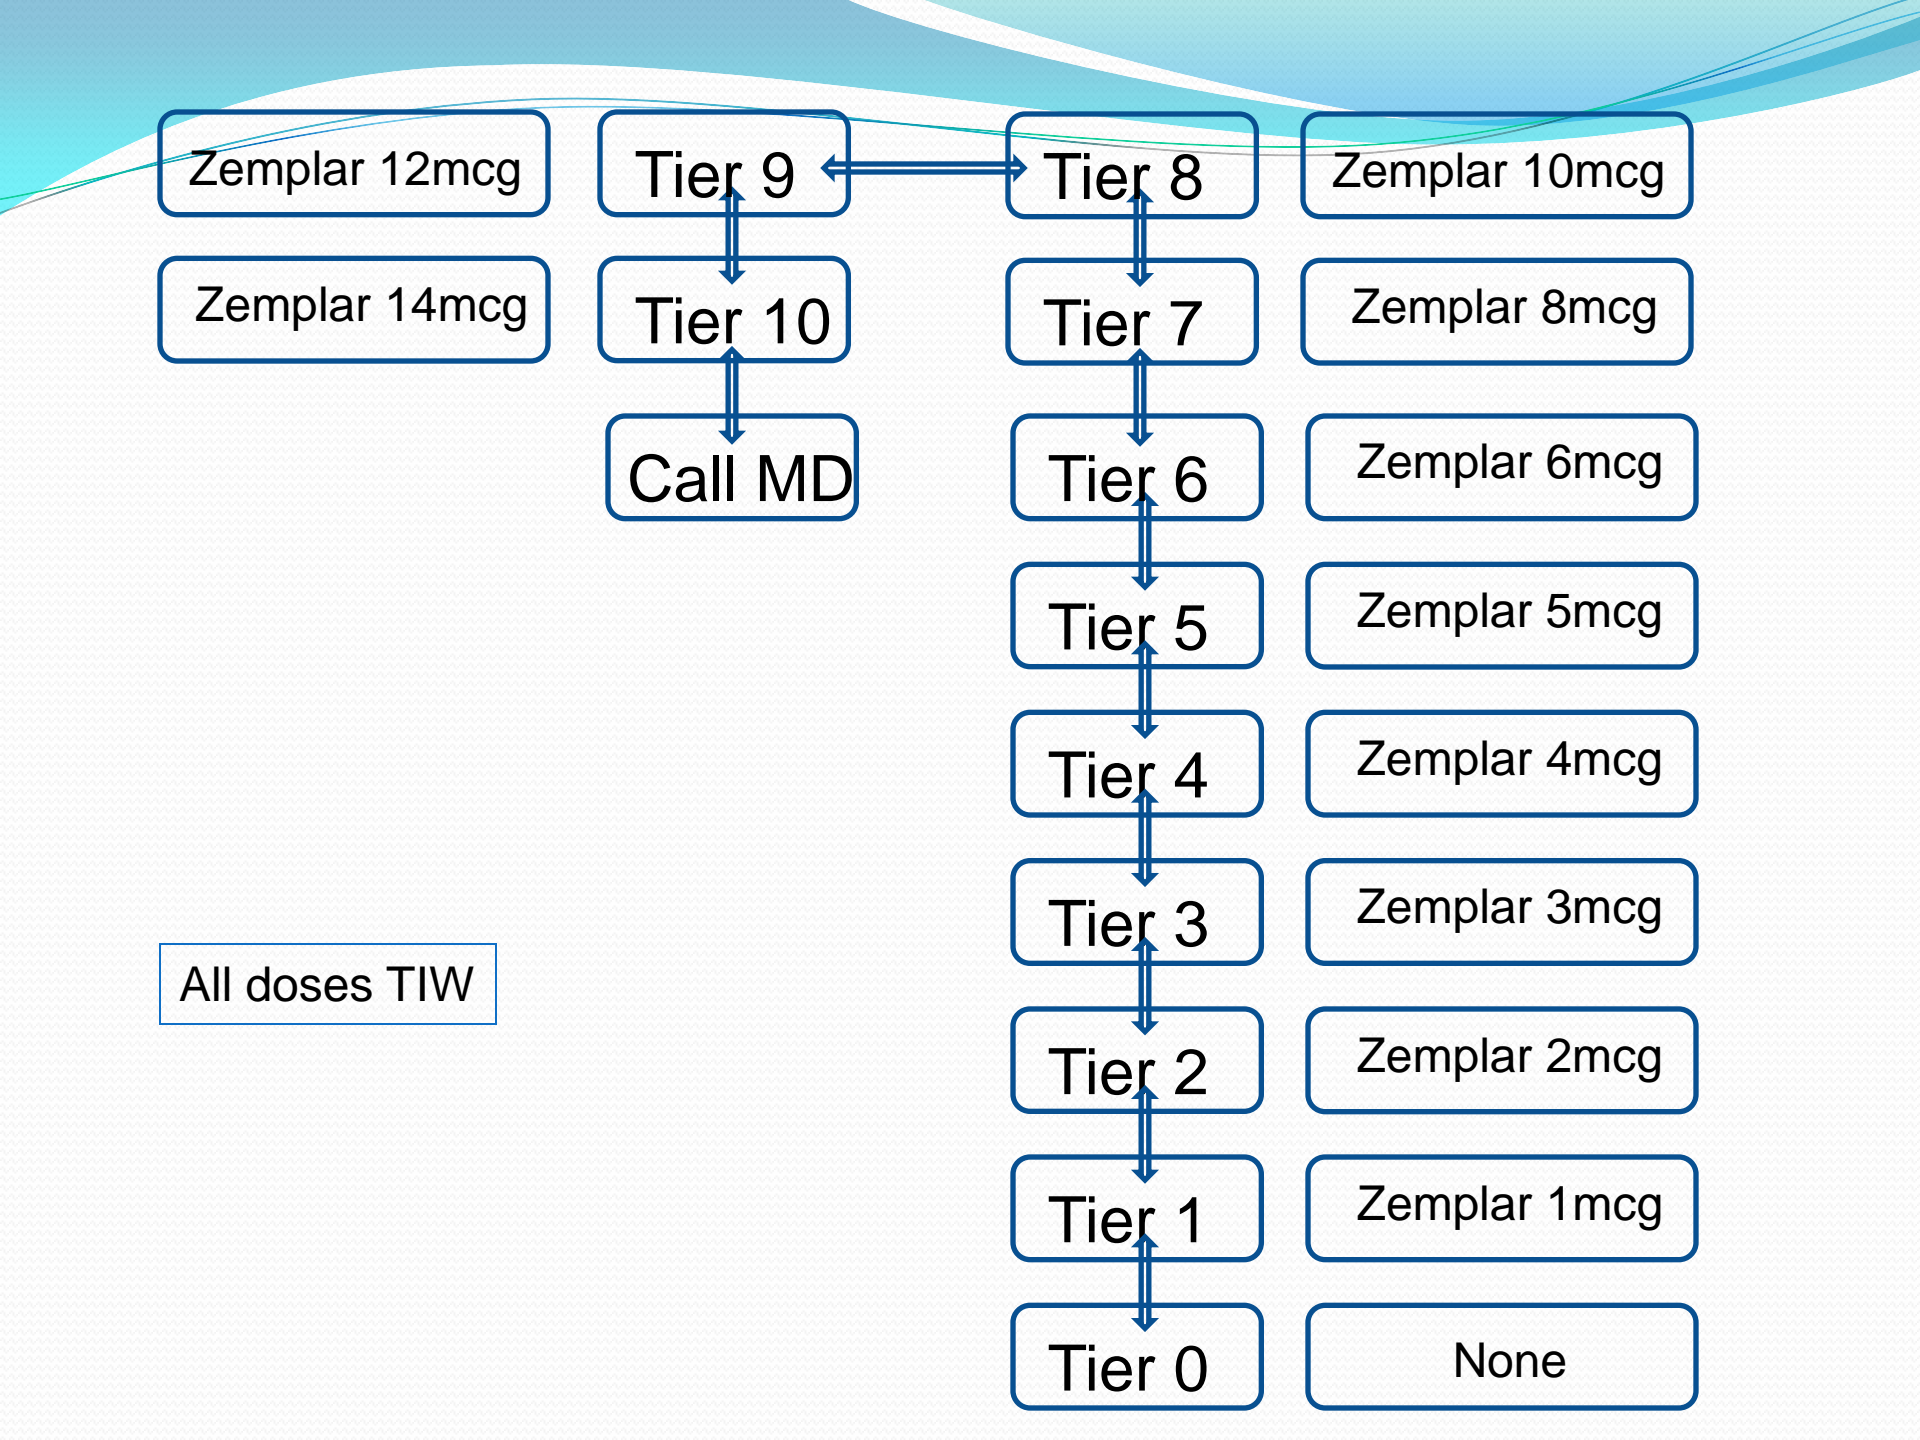 Zemplar 12mcg
Tier 9
Tier 8
Zemplar 10mcg
Zemplar 14mcg
Tier 10
Tier 7
Zemplar 8mcg
Call MD
Tier 6
Zemplar 6mcg
Tier 5
Zemplar 5mcg
Tier 4
Zemplar 4mcg
Tier 3
Zemplar 3mcg
All doses TIW
Tier 2
Zemplar 2mcg
Tier 1
Zemplar 1mcg
Tier 0
None